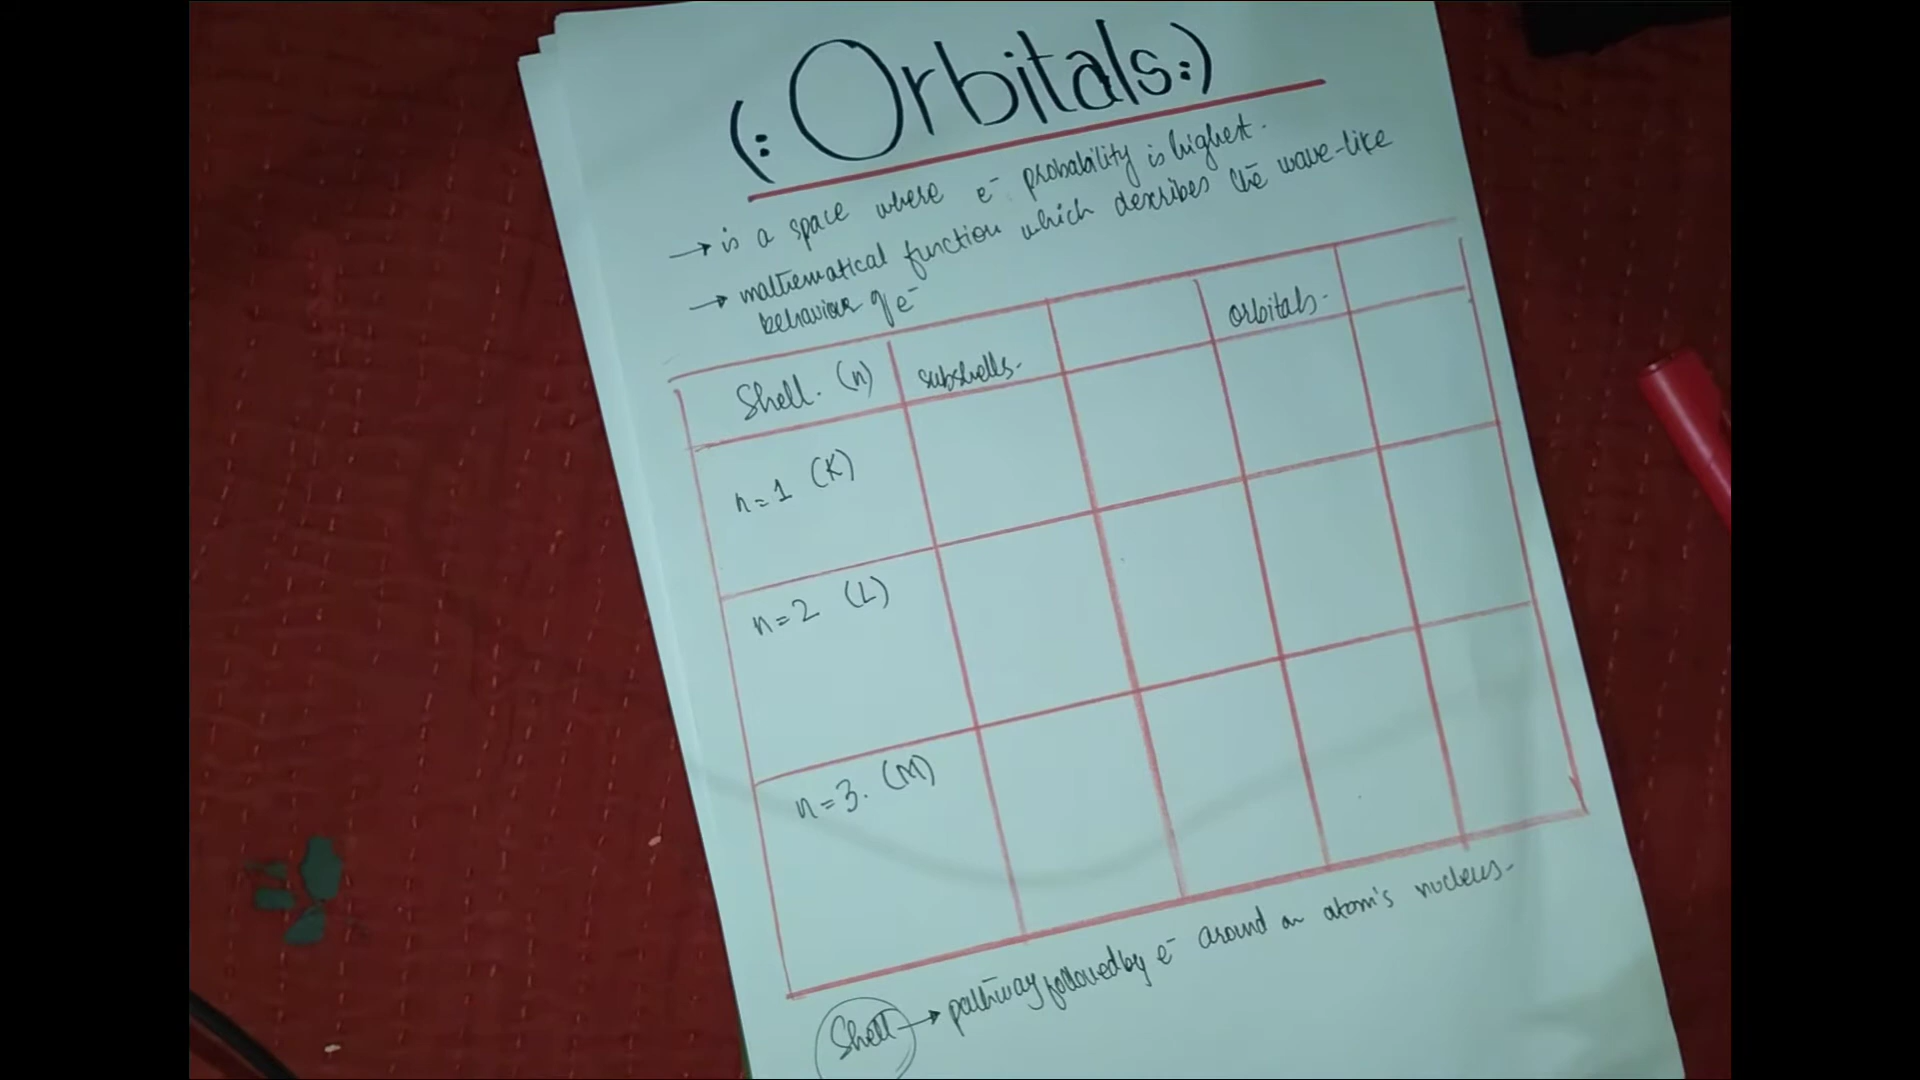 (: Orbitals :)
→ is a space where e⁻ probability is highest.
→ mathematical function which describes the wave-like
behaviour of e⁻
Shell. (n) subshells. orbitals.
n=1 (K)
n=2 (L)
n=3. (M)
Shell → pathway followed by e⁻ around an atom's nucleus.